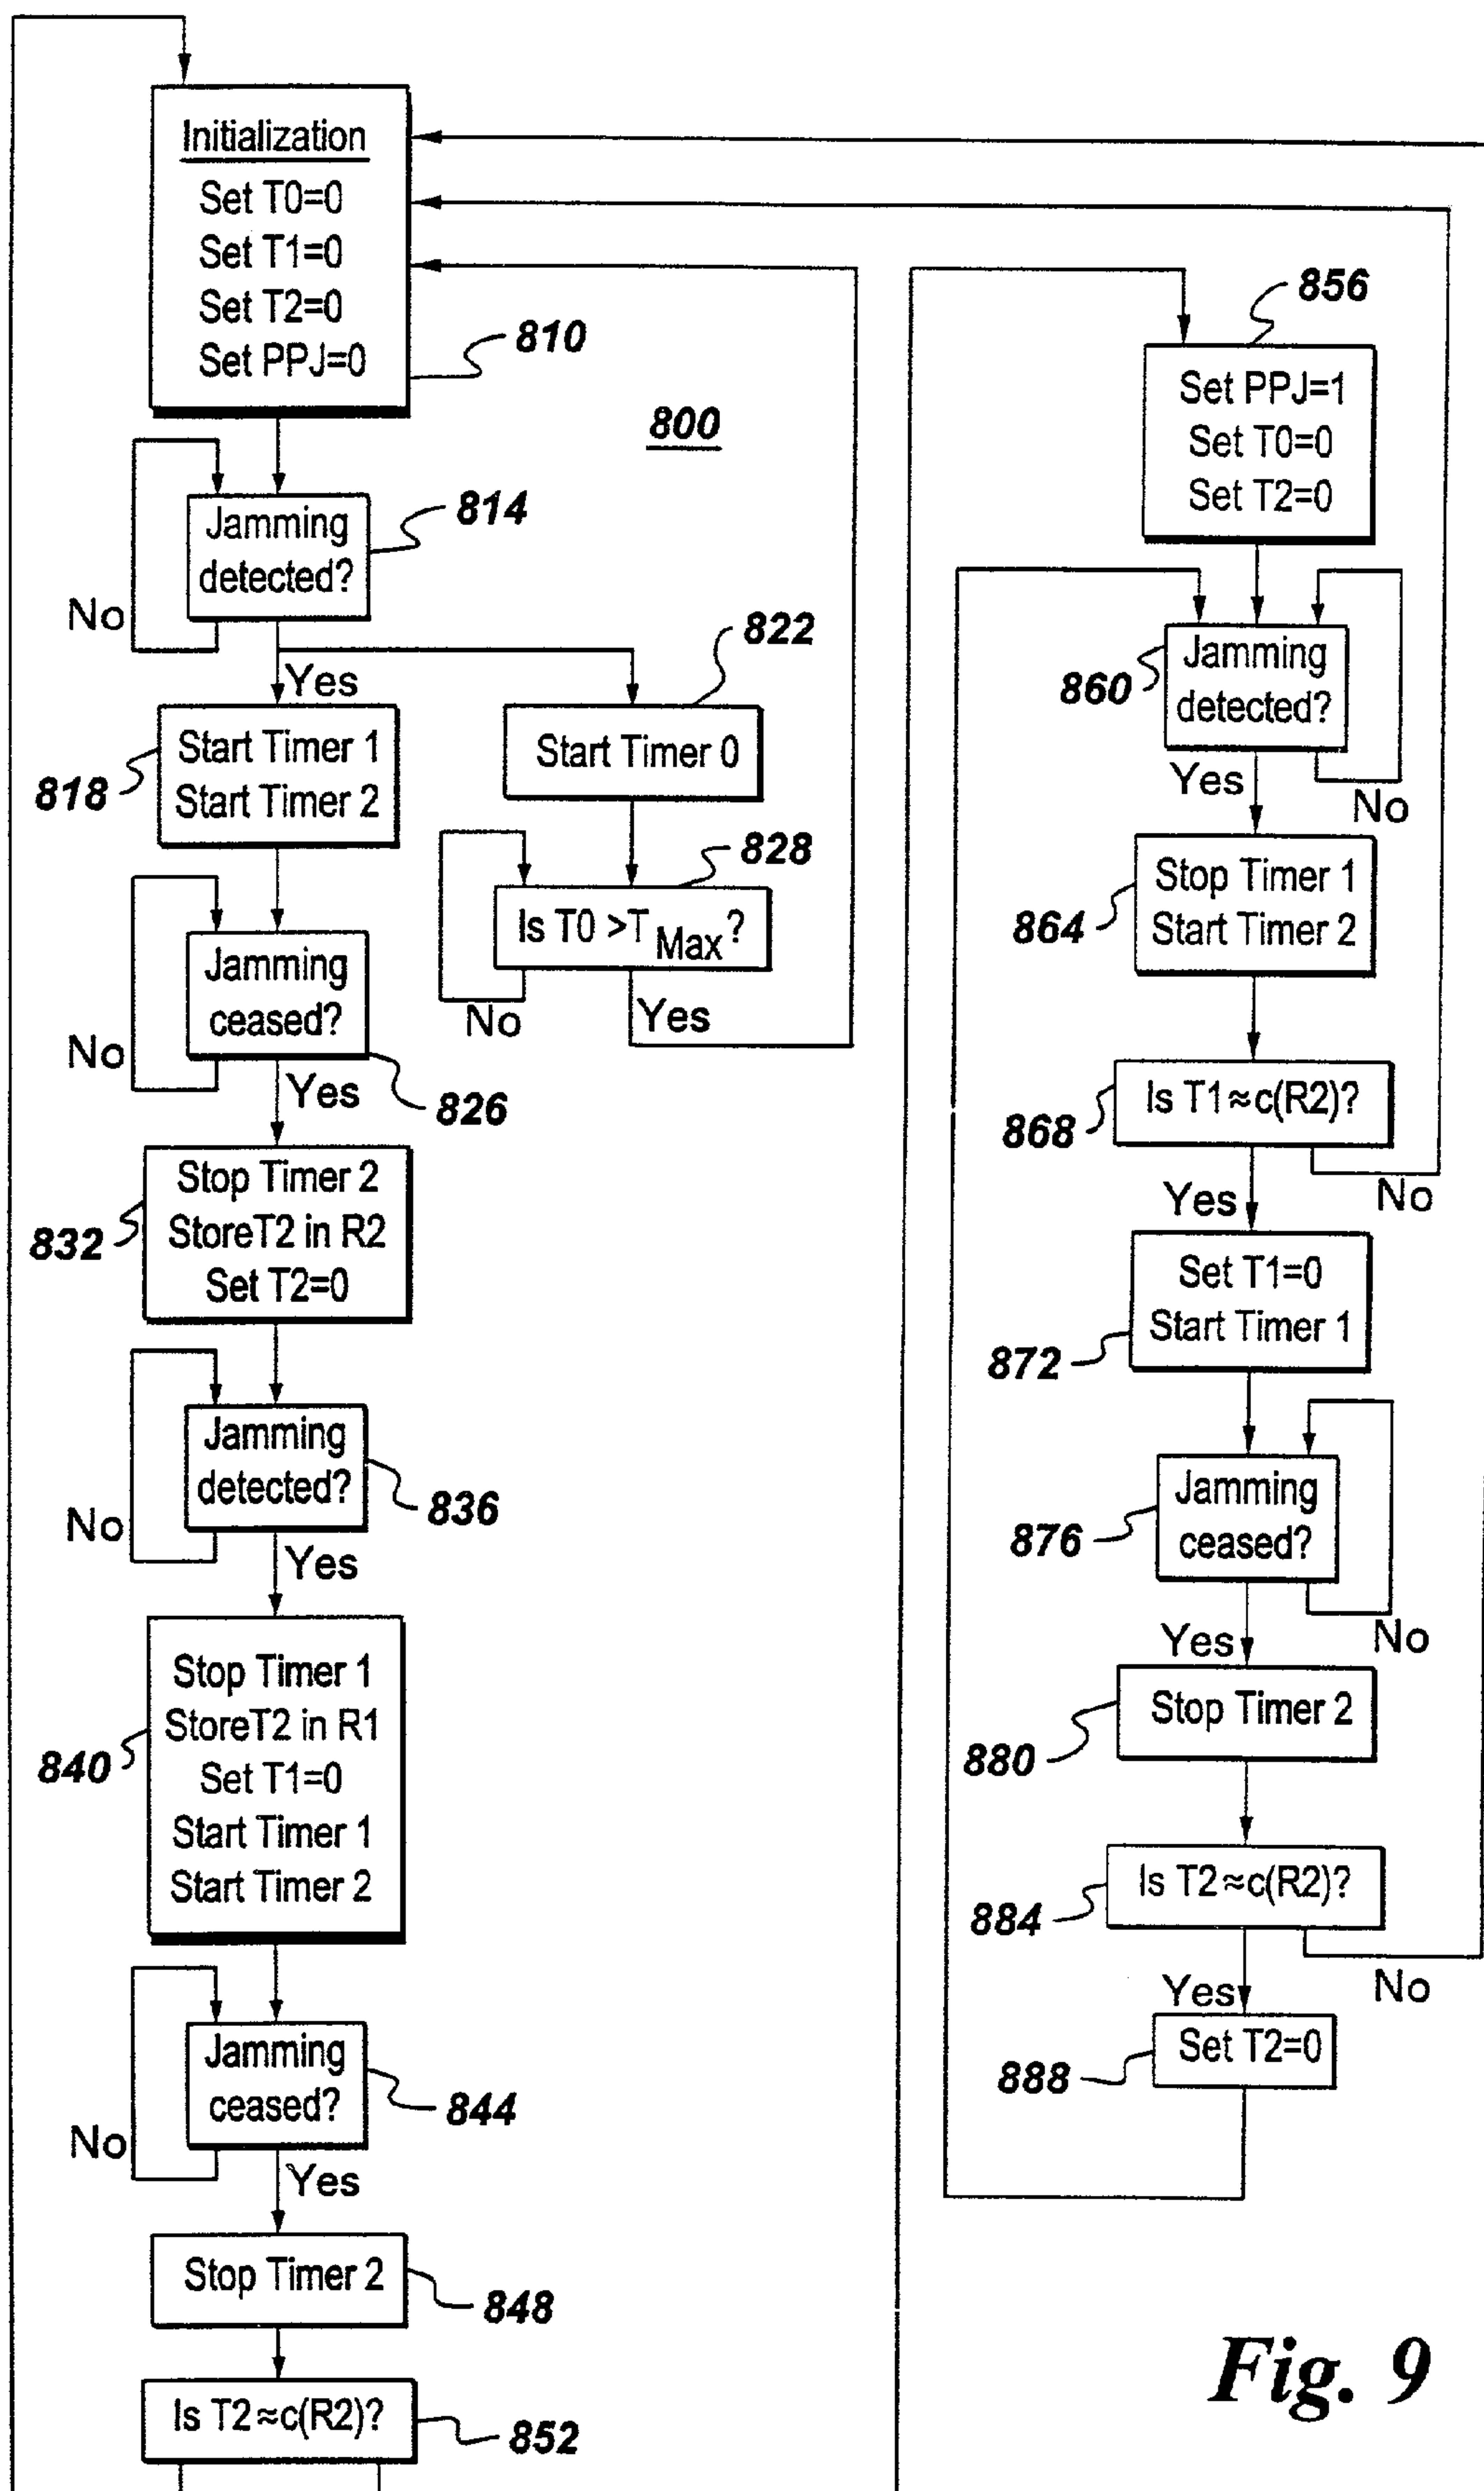 Initialization
Set T0=0
Set T1=0
Set T2=0
Set PPJ=0
810
800
Jamming
detected?
814
No
Yes
Start Timer 1
Start Timer 2
818
822
Start Timer 0
828
Is T0 >T Max ?
No
Yes
Jamming
ceased?
No
Yes
826
Stop Timer 2
StoreT2 in R2
Set T2=0
832
Jamming
detected?
836
No
Yes
Stop Timer 1
StoreT2 in R1
Set T1=0
Start Timer 1
Start Timer 2
840
Jamming
ceased?
844
No
Yes
Stop Timer 2
848
Is T2≈c(R2)?
852
856
Set PPJ=1
Set T0=0
Set T2=0
Jamming
detected?
860
Yes
No
Stop Timer 1
Start Timer 2
864
Is T1≈c(R2)?
868
Yes
No
Set T1=0
Start Timer 1
872
Jamming
ceased?
876
Yes
No
Stop Timer 2
880
Is T2≈c(R2)?
884
Yes
No
Set T2=0
888
Fig. 9